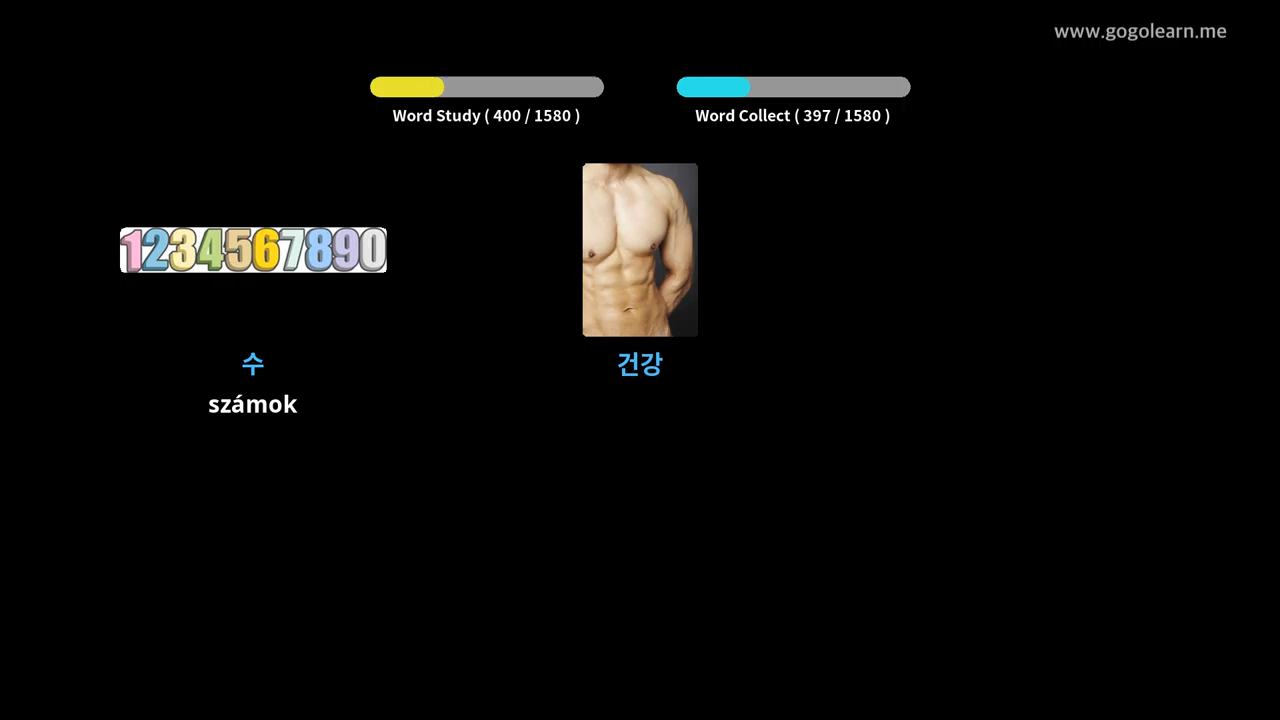 www.gogolearn.me
Word Study ( 400 / 1580 )
Word Collect ( 397 / 1580 )
1234567890
수
számok
건강